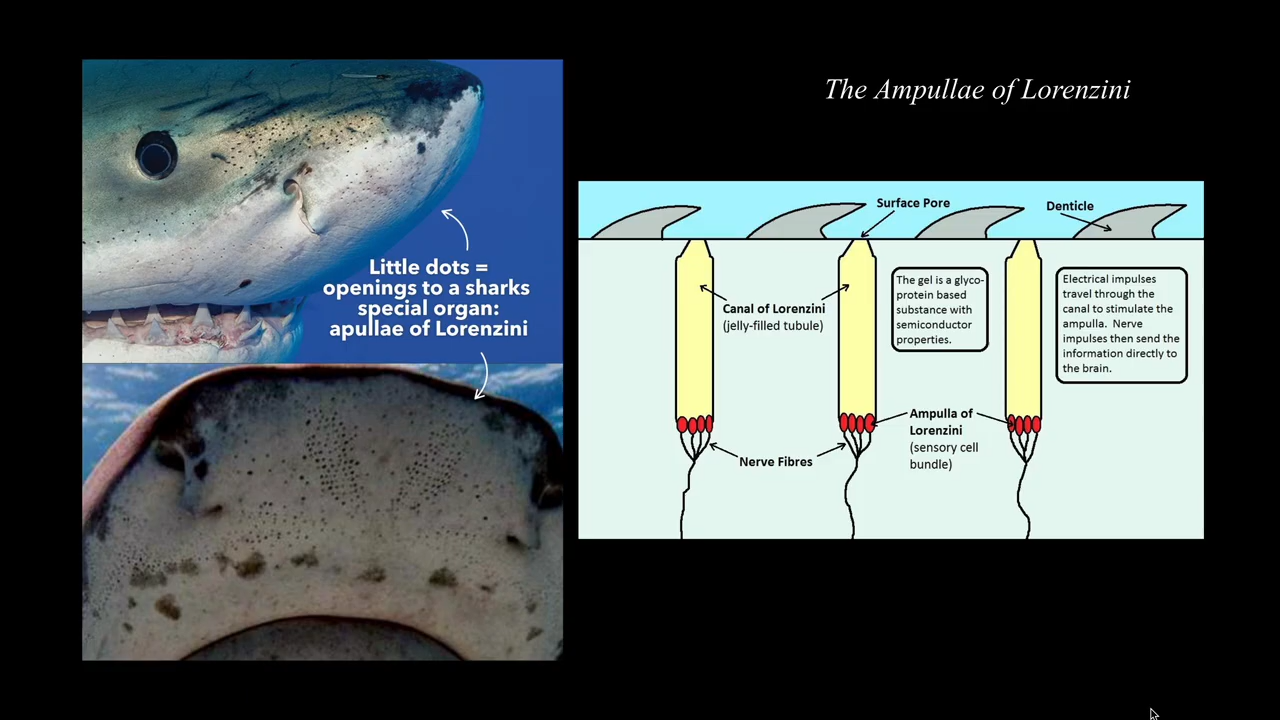 The Ampullae of Lorenzini
Little dots =
openings to a sharks
special organ:
apullae of Lorenzini
Surface Pore
Denticle
Canal of Lorenzini
(jelly-filled tubule)
The gel is a glyco-
protein based
substance with
semiconductor
properties.
Electrical impulses
travel through the
canal to stimulate the
ampulla. Nerve
impulses then send the
information directly to
the brain.
Ampulla of
Lorenzini
(sensory cell
bundle)
Nerve Fibres